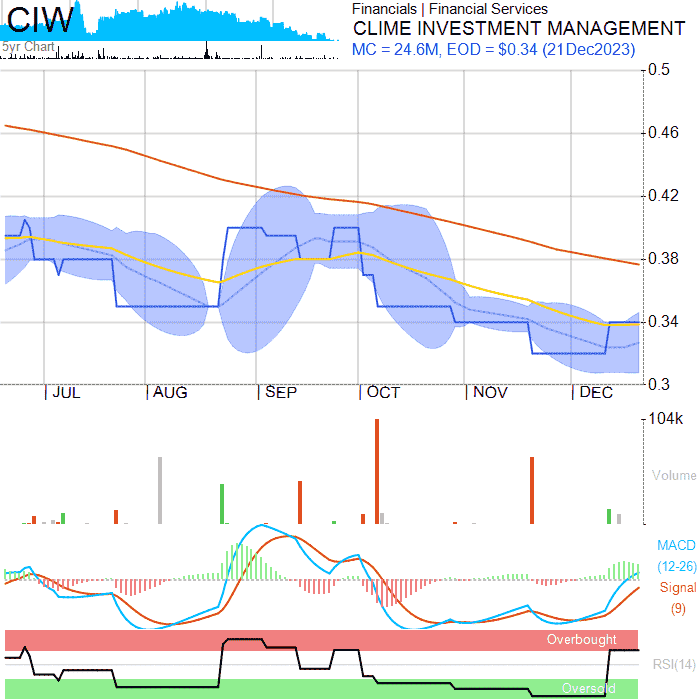 CIW
5yr Chart
Financials | Financial Services
CLIME INVESTMENT MANAGEMENT
MC = 24.6M, EOD = $0.34 (21Dec2023)
0.5
0.46
0.42
0.38
0.34
0.3
JUL AUG SEP OCT NOV DEC
104k
Volume
MACD
(12-26)
Signal
(9)
Overbought
RSI(14)
Oversold